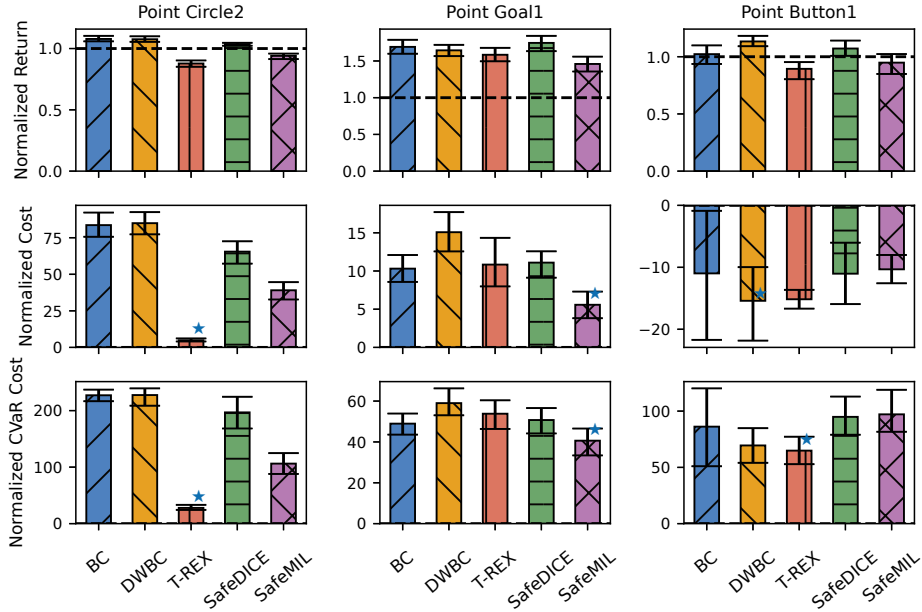 Point Circle2
Point Goal1
Point Button1
Normalized Return
1.0
0.5
0.0
1.5
1.0
0.5
0.0
1.0
0.5
0.0
Normalized Cost
75
50
25
0
15
10
5
0
0
−10
−20
Normalized CVaR Cost
200
100
0
60
40
20
0
100
50
0
BC
DWBC
T-REX
SafeDICE
SafeMIL
BC
DWBC
T-REX
SafeDICE
SafeMIL
BC
DWBC
T-REX
SafeDICE
SafeMIL